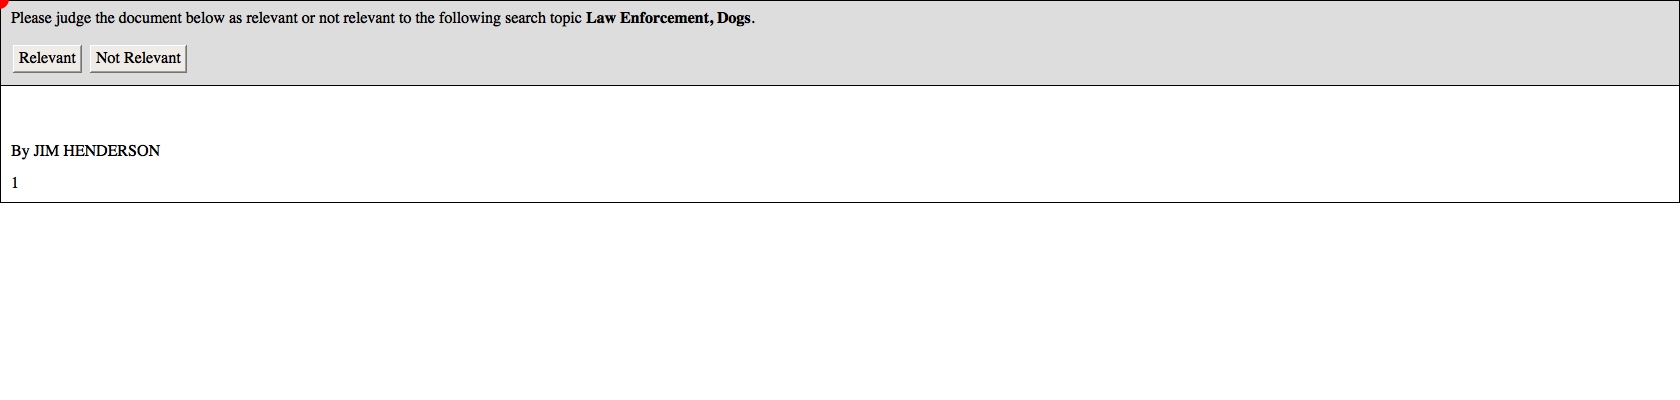 Please judge the document below as relevant or not relevant to the following search topic Law Enforcement, Dogs.
Relevant Not Relevant
By JIM HENDERSON
1